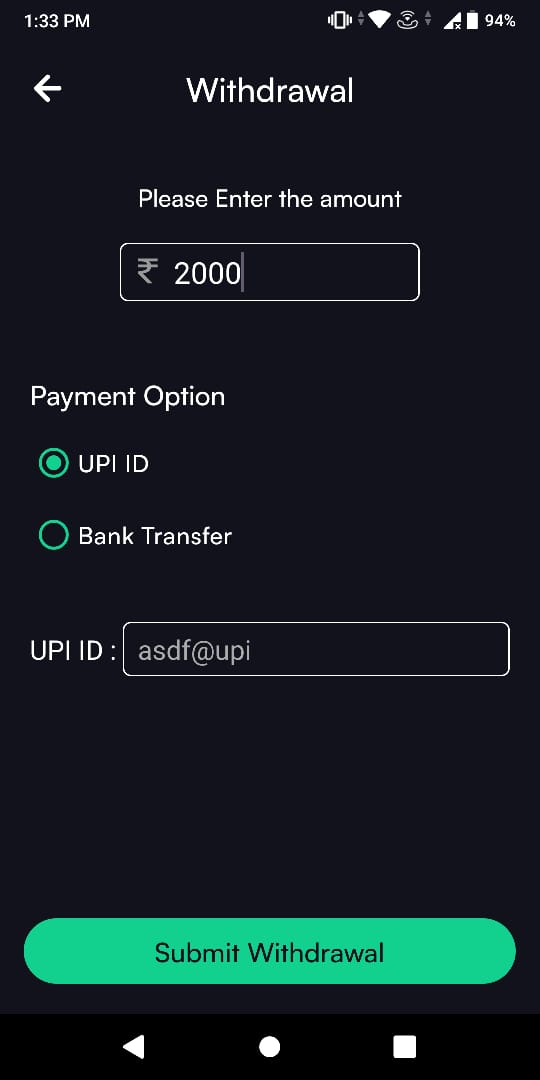 1:33 PM
94%
Withdrawal
Please Enter the amount
₹ 2000
Payment Option
UPI ID
Bank Transfer
UPI ID : asdf@upi
Submit Withdrawal